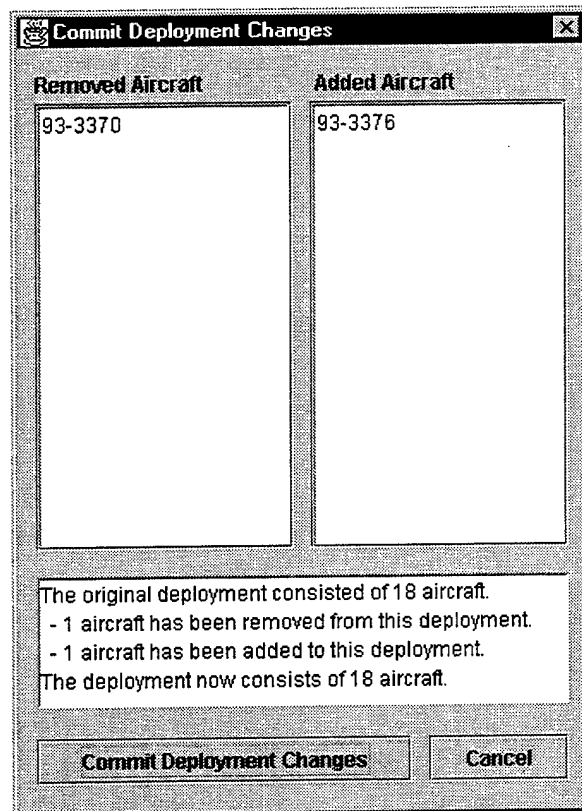 Commit Deployment Changes
Removed Aircraft
Added Aircraft
93-3370
93-3376
The original deployment consisted of 18 aircraft.
- 1 aircraft has been removed from this deployment.
- 1 aircraft has been added to this deployment.
The deployment now consists of 18 aircraft.
Commit Deployment Changes
Cancel